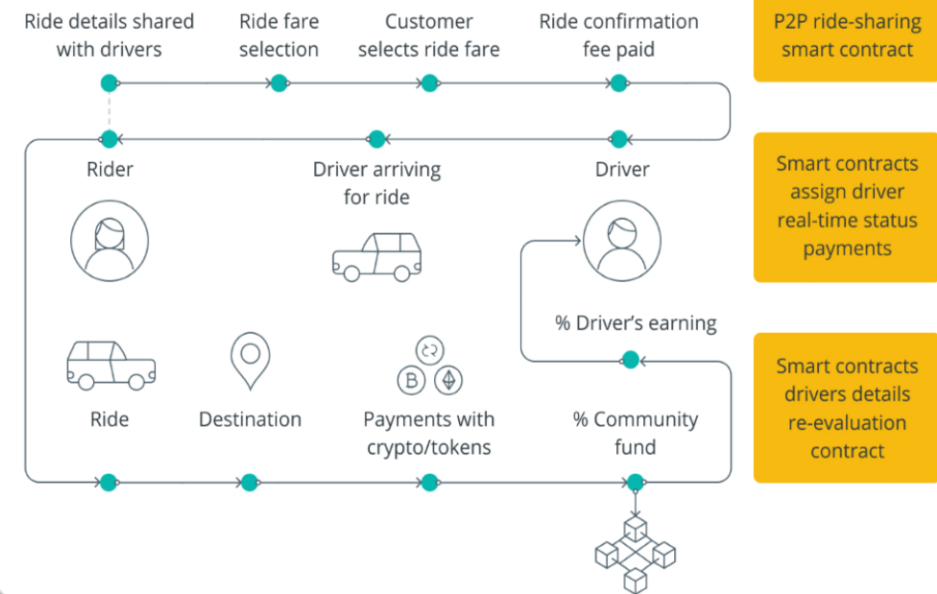 Ride details shared
with drivers
Ride fare
selection
Customer
selects ride fare
Ride confirmation
fee paid
P2P ride-sharing
smart contract
Rider
Driver arriving
for ride
Driver
Smart contracts
assign driver
real-time status
payments
% Driver's earning
Ride
Destination
Payments with
crypto/tokens
% Community
fund
Smart contracts
drivers details
re-evaluation
contract